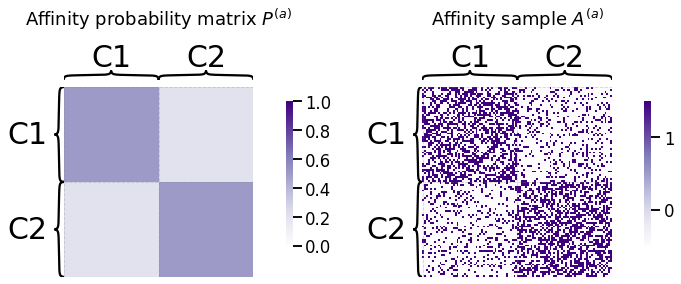 Affinity probability matrix P^(a)
C1 C2
C1
C2
1.0
0.8
0.6
0.4
0.2
0.0
Affinity sample A^(a)
C1 C2
C1
C2
1
0